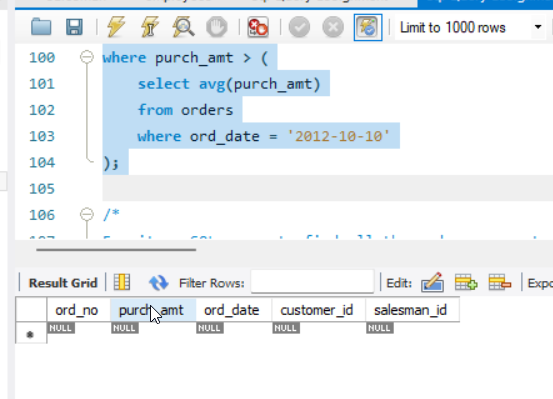 Limit to 1000 rows
100 where purch_amt > (
101 select avg(purch_amt)
102 from orders
103 where ord_date = '2012-10-10'
104 );
105
106 /*
Result Grid Filter Rows: Edit: Expo
ord_no purch_amt ord_date customer_id salesman_id
NULL NULL NULL NULL NULL